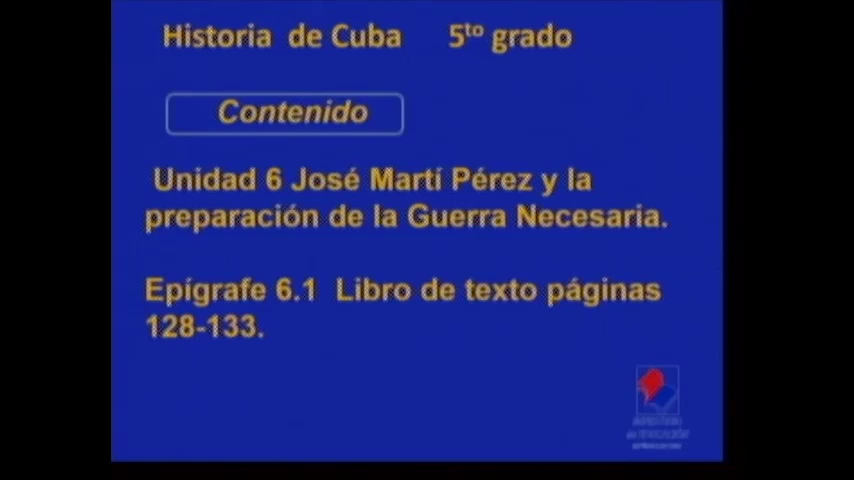 Historia de Cuba 5to grado
Contenido
Unidad 6 José Martí Pérez y la
preparación de la Guerra Necesaria.
Epígrafe 6.1 Libro de texto páginas
128-133.